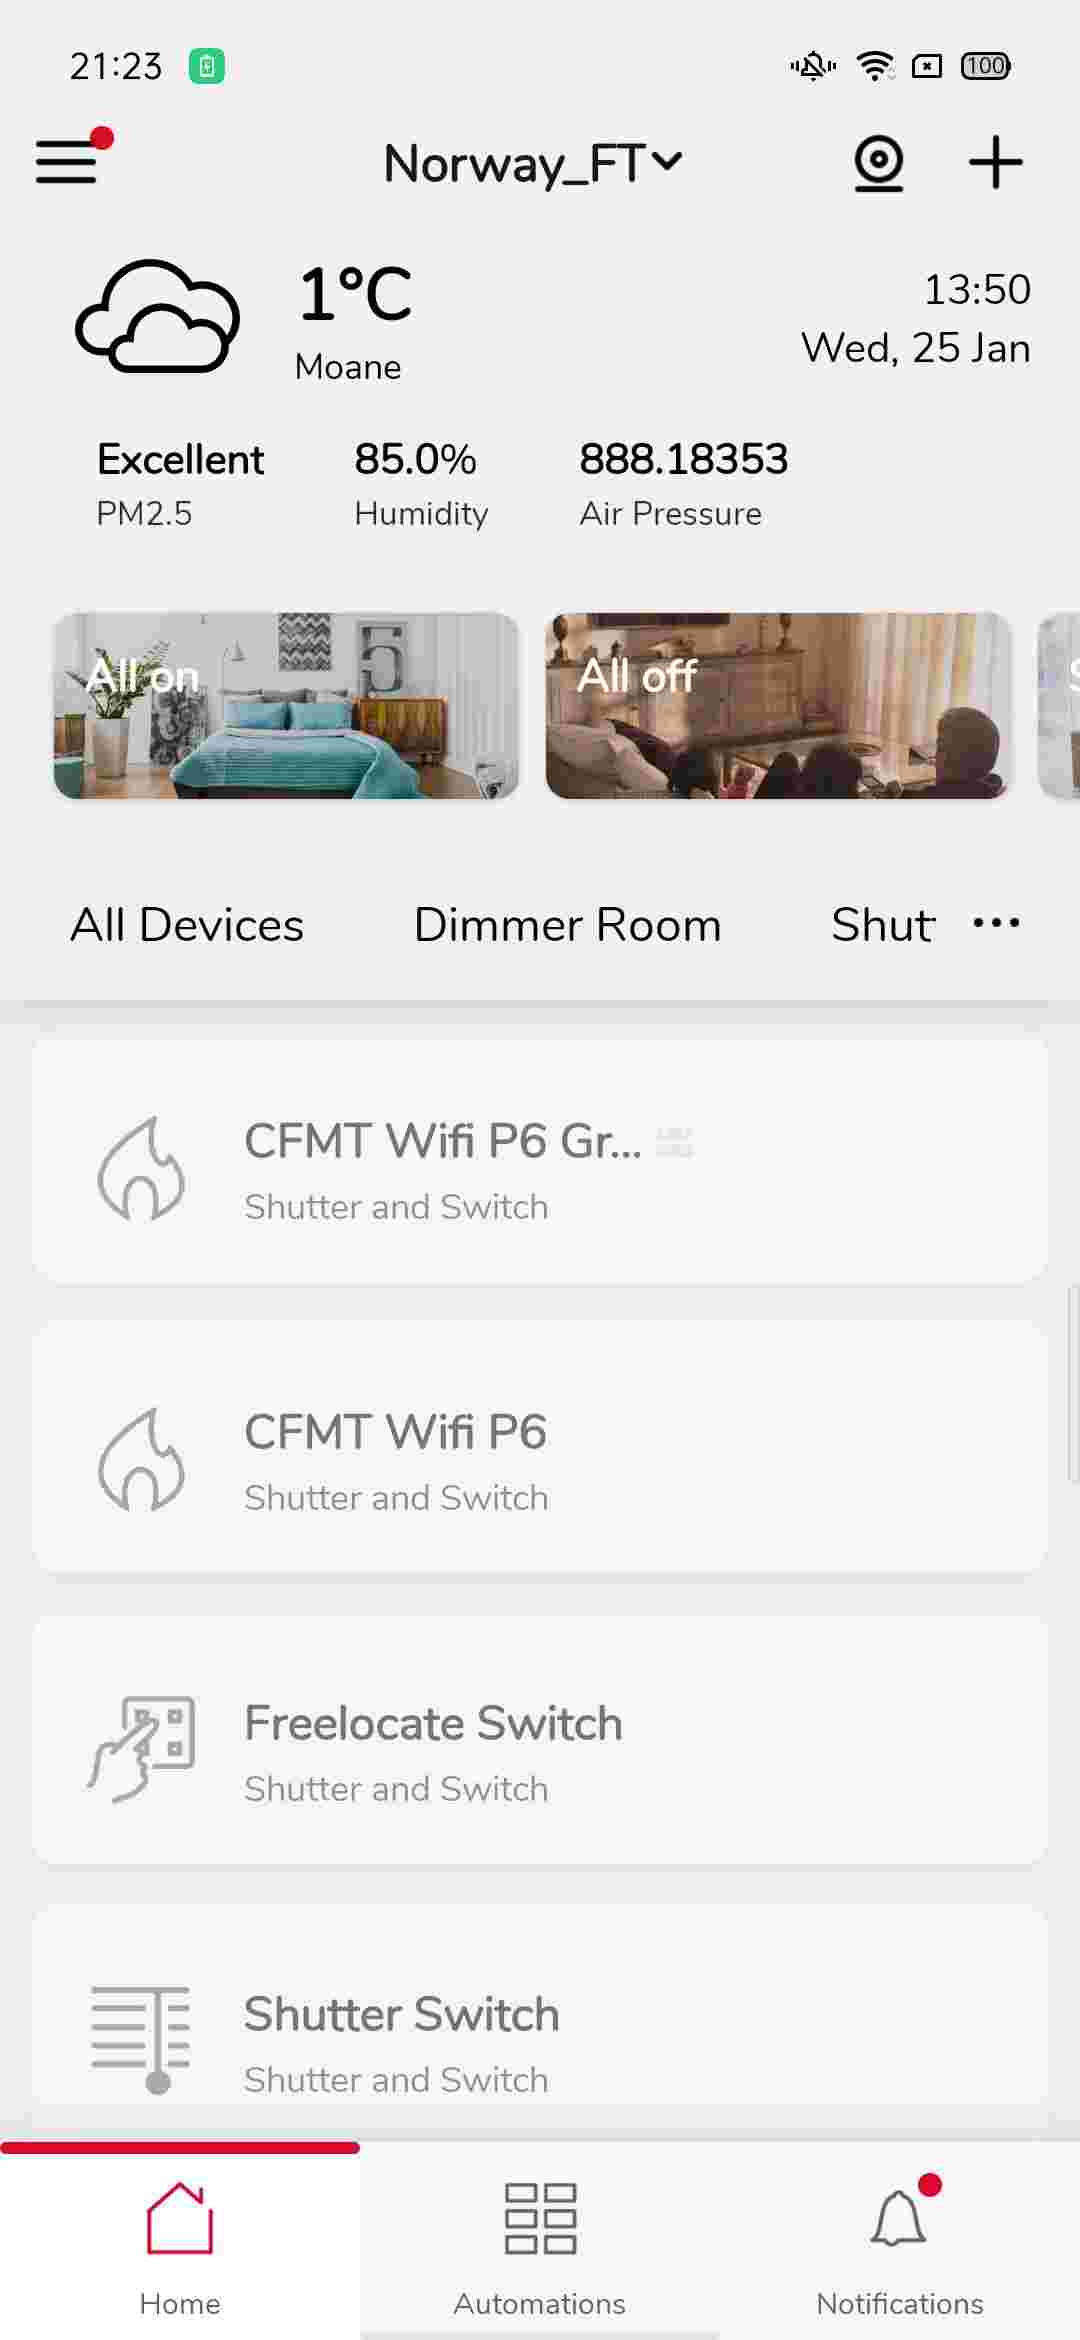 21:23
100
Norway_FT
1°C
13:50
Moane
Wed, 25 Jan
Excellent
85.0%
888.18353
PM2.5
Humidity
Air Pressure
All on
All off
S
All Devices
Dimmer Room
Shut
CFMT Wifi P6 Gr...
Shutter and Switch
CFMT Wifi P6
Shutter and Switch
Freelocate Switch
Shutter and Switch
Shutter Switch
Shutter and Switch
Home
Automations
Notifications